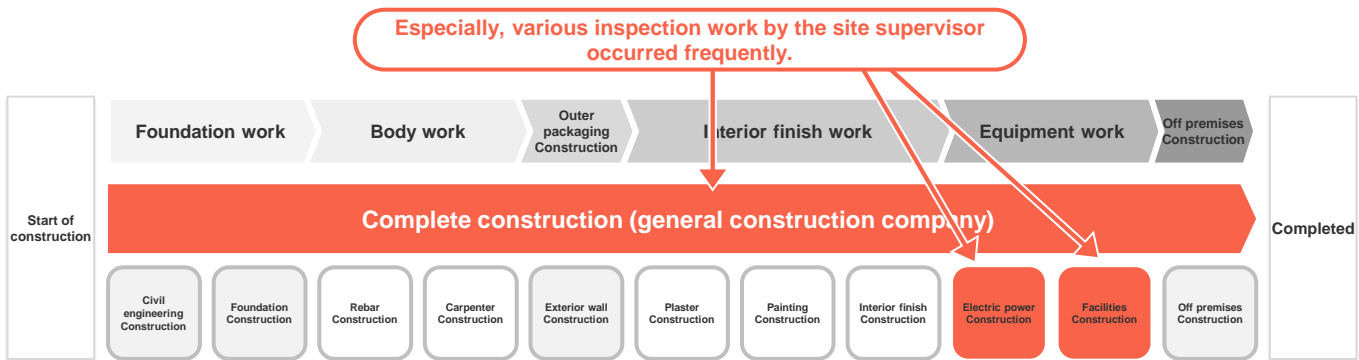 Especially, various inspection work by the site supervisor
occurred frequently.
Foundation work
Body work
Outer
packaging
Construction
Interior finish work
Equipment work
Off premises
Construction
Start of
construction
Complete construction (general construction company)
Completed
Civil
engineering
Construction
Foundation
Construction
Rebar
Construction
Carpenter
Construction
Exterior wall
Construction
Plaster
Construction
Painting
Construction
Interior finish
Construction
Electric power
Construction
Facilities
Construction
Off premises
Construction